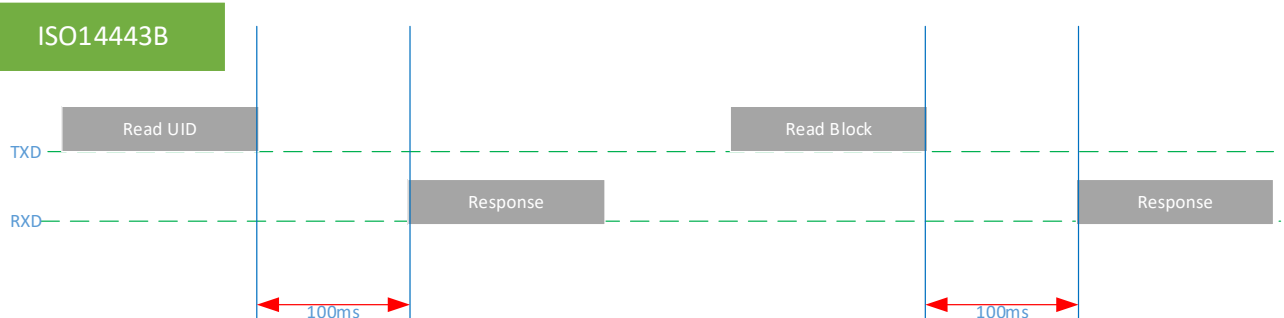 ISO14443B
Read UID
Read Block
TXD
Response
Response
RXD
100ms
100ms